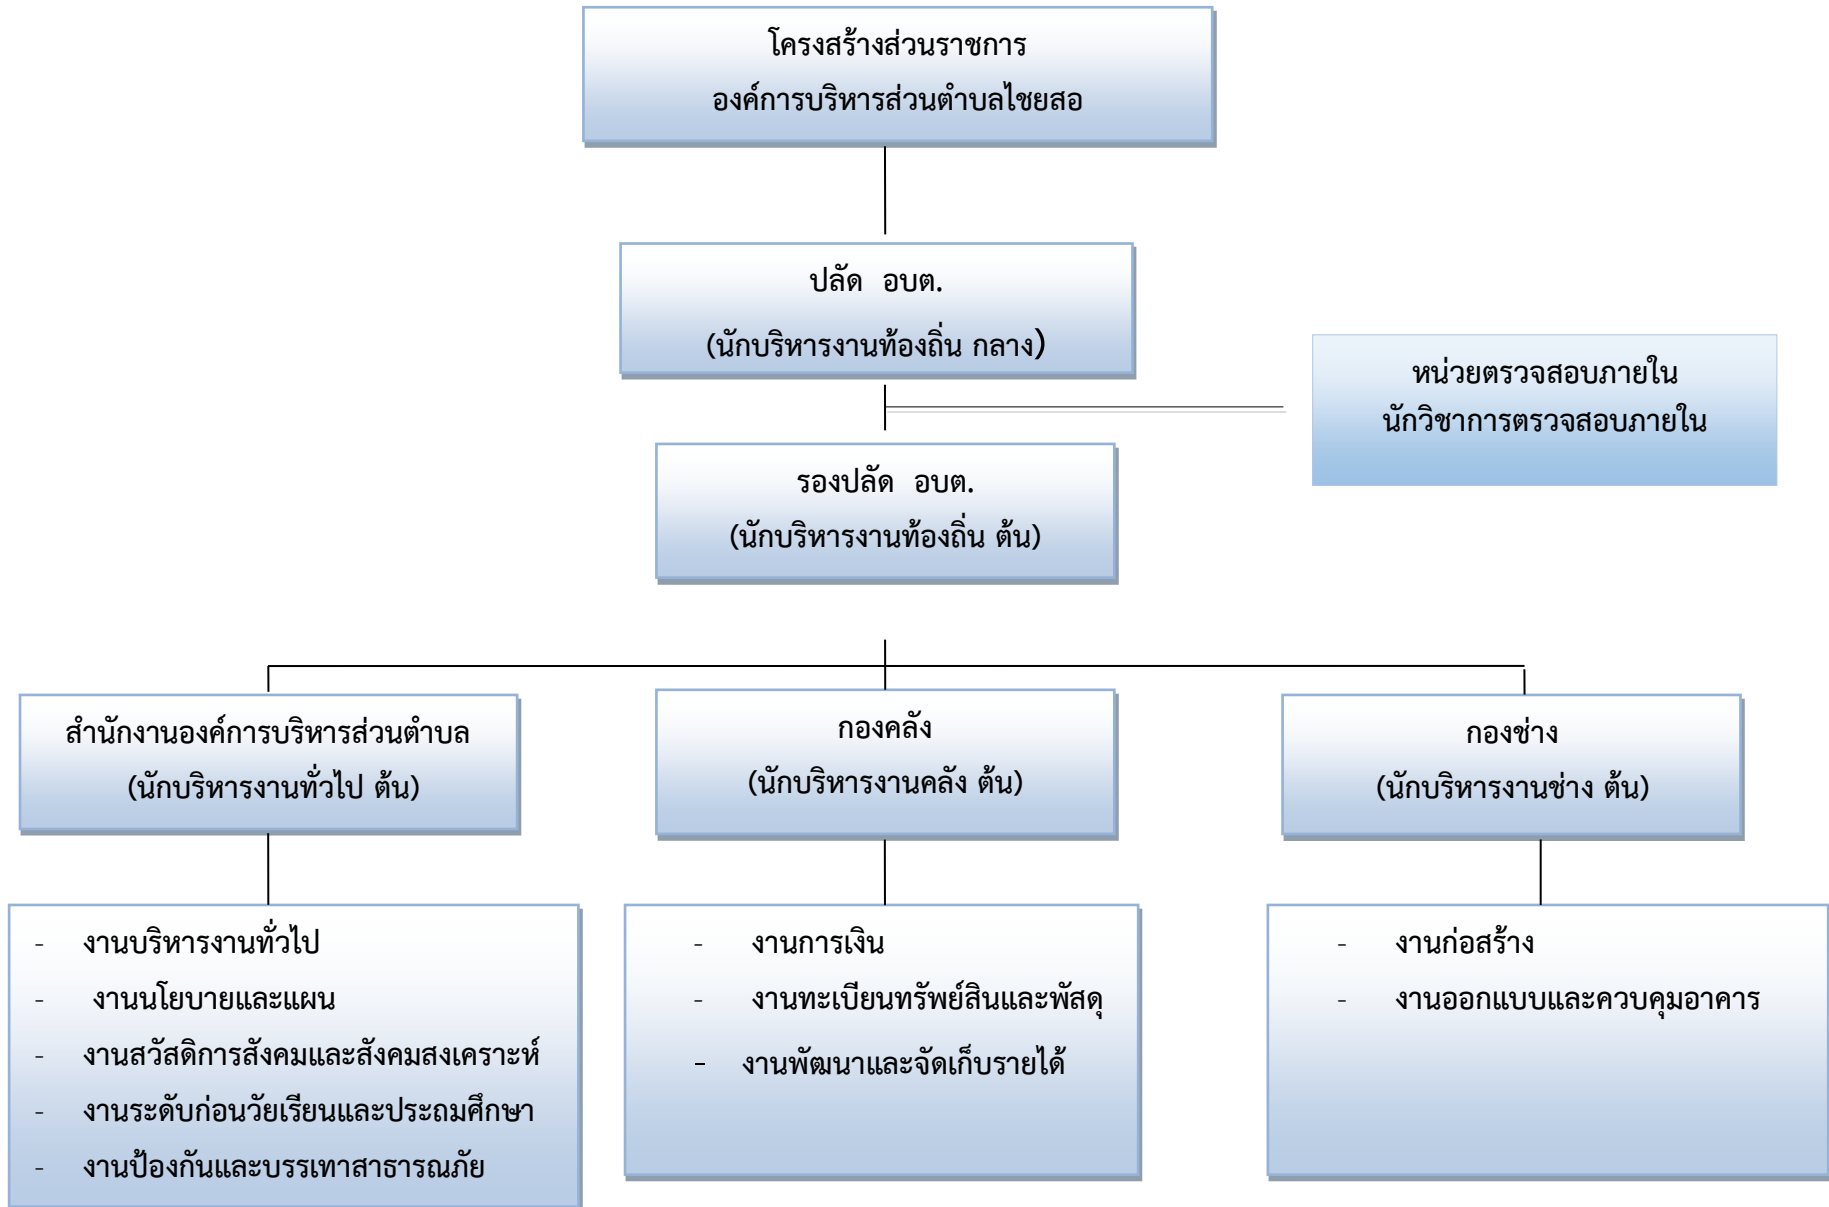 โครงสร้างส่วนราชการ
องค์การบริหารส่วนตำบลไชยสอ
ปลัด อบต.
(นักบริหารงานท้องถิ่น กลาง)
หน่วยตรวจสอบภายใน
นักวิชาการตรวจสอบภายใน
รองปลัด อบต.
(นักบริหารงานท้องถิ่น ต้น)
สำนักงานองค์การบริหารส่วนตำบล
(นักบริหารงานทั่วไป ต้น)
กองคลัง
(นักบริหารงานคลัง ต้น)
กองช่าง
(นักบริหารงานช่าง ต้น)
- งานบริหารงานทั่วไป
- งานนโยบายและแผน
- งานสวัสดิการสังคมและสังคมสงเคราะห์
- งานระดับก่อนวัยเรียนและประถมศึกษา
- งานป้องกันและบรรเทาสาธารณภัย
- งานการเงิน
- งานทะเบียนทรัพย์สินและพัสดุ
- งานพัฒนาและจัดเก็บรายได้
- งานก่อสร้าง
- งานออกแบบและควบคุมอาคาร